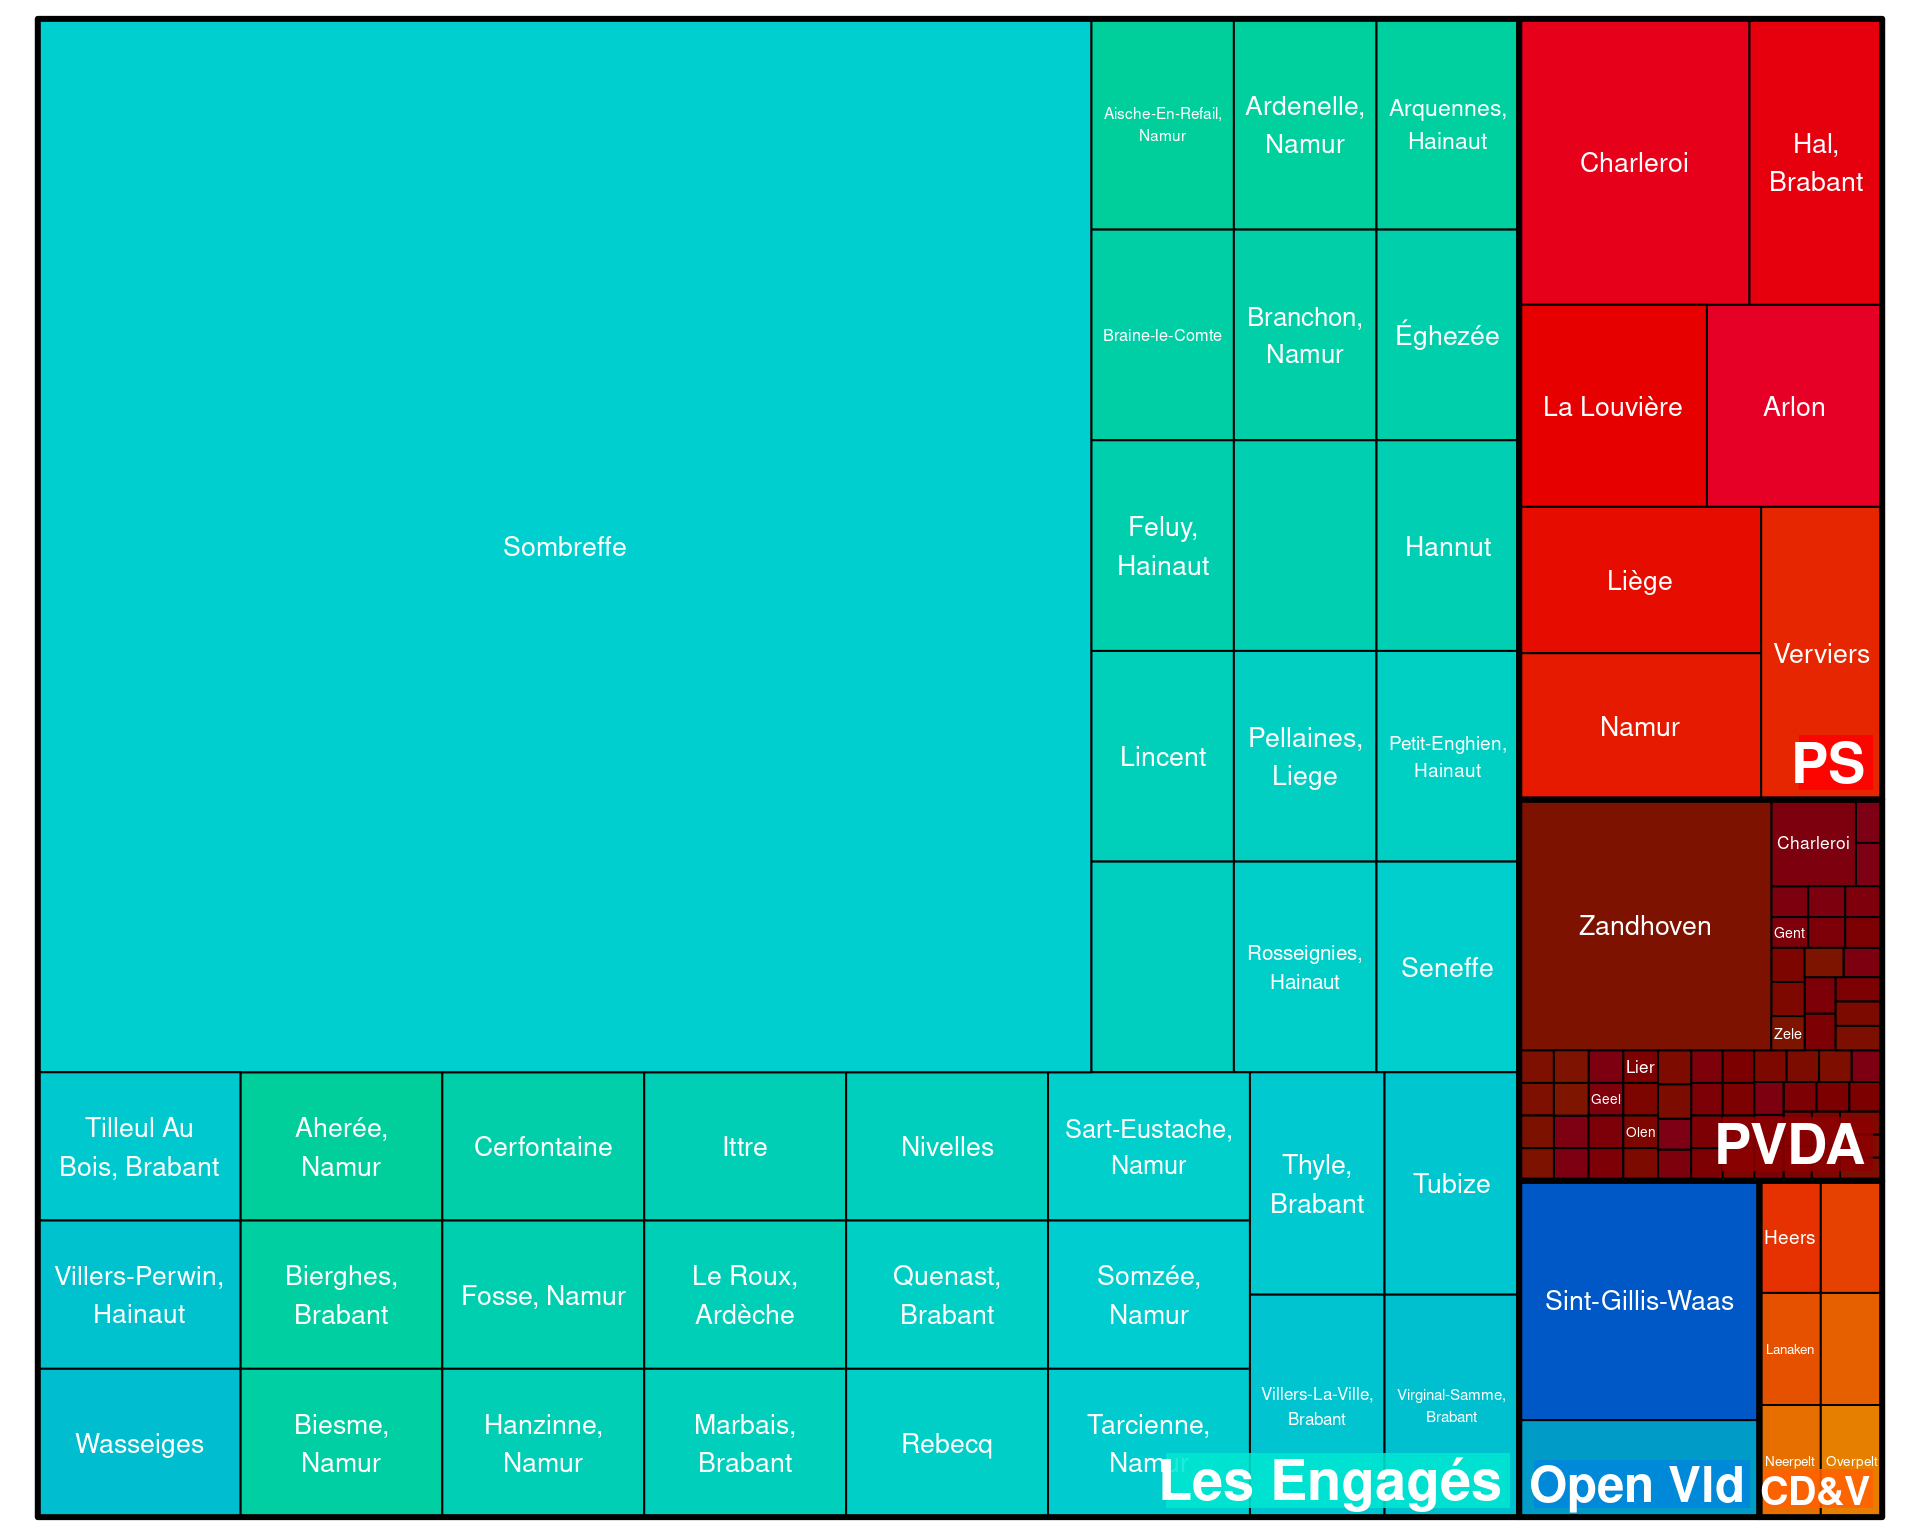 Sombreffe
Aische-En-Refail,
Namur
Ardenelle,
Namur
Arquennes,
Hainaut
Braine-le-Comte
Branchon,
Namur
Éghezée
Feluy,
Hainaut
Hannut
Lincent
Pellaines,
Liege
Petit-Enghien,
Hainaut
Rosseignies,
Hainaut
Seneffe
Tilleul Au
Bois, Brabant
Aherée,
Namur
Cerfontaine
Ittre
Nivelles
Sart-Eustache,
Namur
Thyle,
Brabant
Tubize
Villers-Perwin,
Hainaut
Bierghes,
Brabant
Fosse, Namur
Le Roux,
Ardèche
Quenast,
Brabant
Somzée,
Namur
Wasseiges
Biesme,
Namur
Hanzinne,
Namur
Marbais,
Brabant
Rebecq
Tarcienne,
Namur
Villers-La-Ville,
Brabant
Virginal-Samme,
Brabant
Les Engagés
Charleroi
Hal,
Brabant
La Louvière
Arlon
Liège
Verviers
Namur
PS
Zandhoven
Charleroi
Gent
Zele
Lier
Geel
Olen
PVDA
Sint-Gillis-Waas
Open Vld
Heers
Lanaken
Neerpelt
Overpelt
CD&V